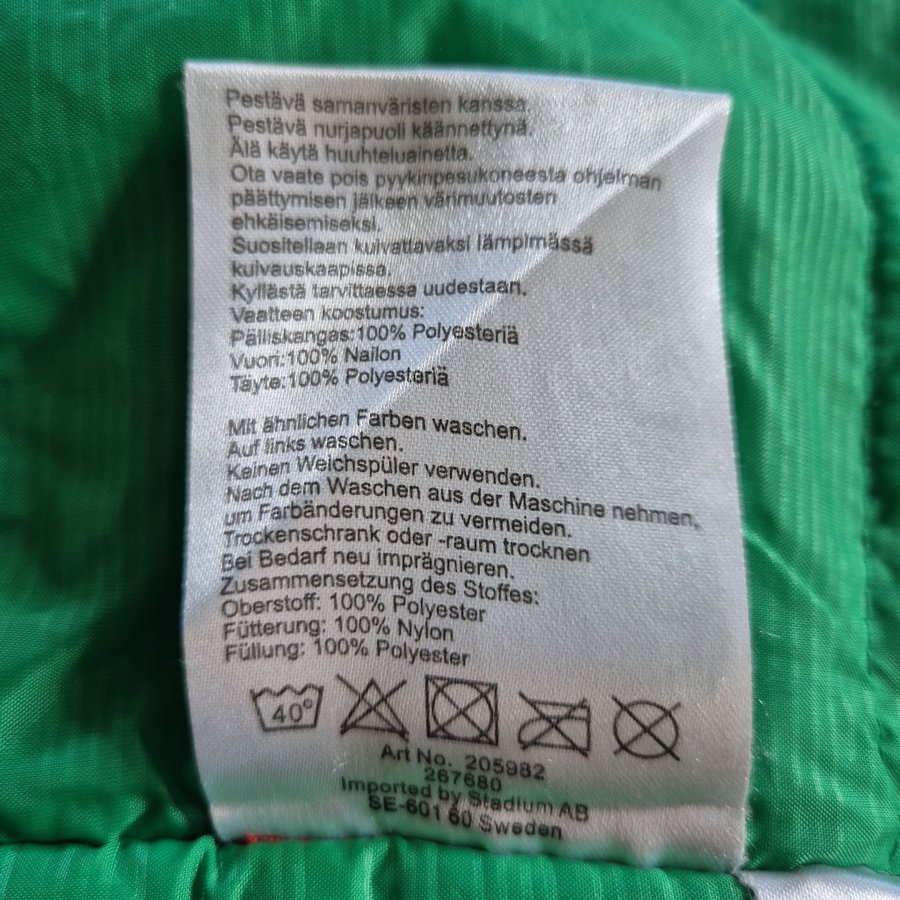 Pestävä samanväristen kanssa.
Pestävä nurjapuoli käännettynä.
Älä käytä huuhteluainetta.
Ota vaate pois pyykinpesukoneesta ohjelman
päättymisen jälkeen värimuutosten
ehkäisemiseksi.
Suositellaan kuivattavaksi lämpimässä
kuivauskaapissa.
Kyllästä tarvittaessa uudestaan.
Vaatteen koostumus:
Pälliskangas:100% Polyesteriä
Vuori:100% Nailon
Täyte:100% Polyesteriä
Mit ähnlichen Farben waschen.
Auf links waschen.
Keinen Weichspüler verwenden.
Nach dem Waschen aus der Maschine nehmen,
um Farbänderungen zu vermeiden.
Trockenschrank oder -raum trocknen
Bei Bedarf neu imprägnieren.
Zusammensetzung des Stoffes:
Oberstoff: 100% Polyester
Fütterung: 100% Nylon
Füllung: 100% Polyester
40°
Art No. 205982
267680
Imported by Stadium AB
SE-601 60 Sweden